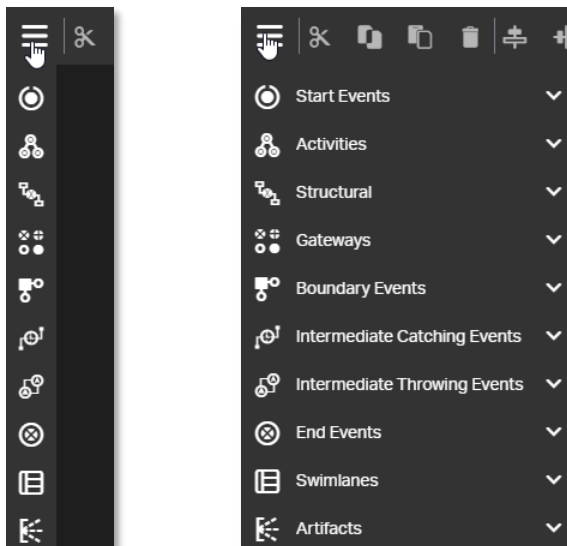 Start Events
Activities
Structural
Gateways
Boundary Events
Intermediate Catching Events
Intermediate Throwing Events
End Events
Swimlanes
Artifacts